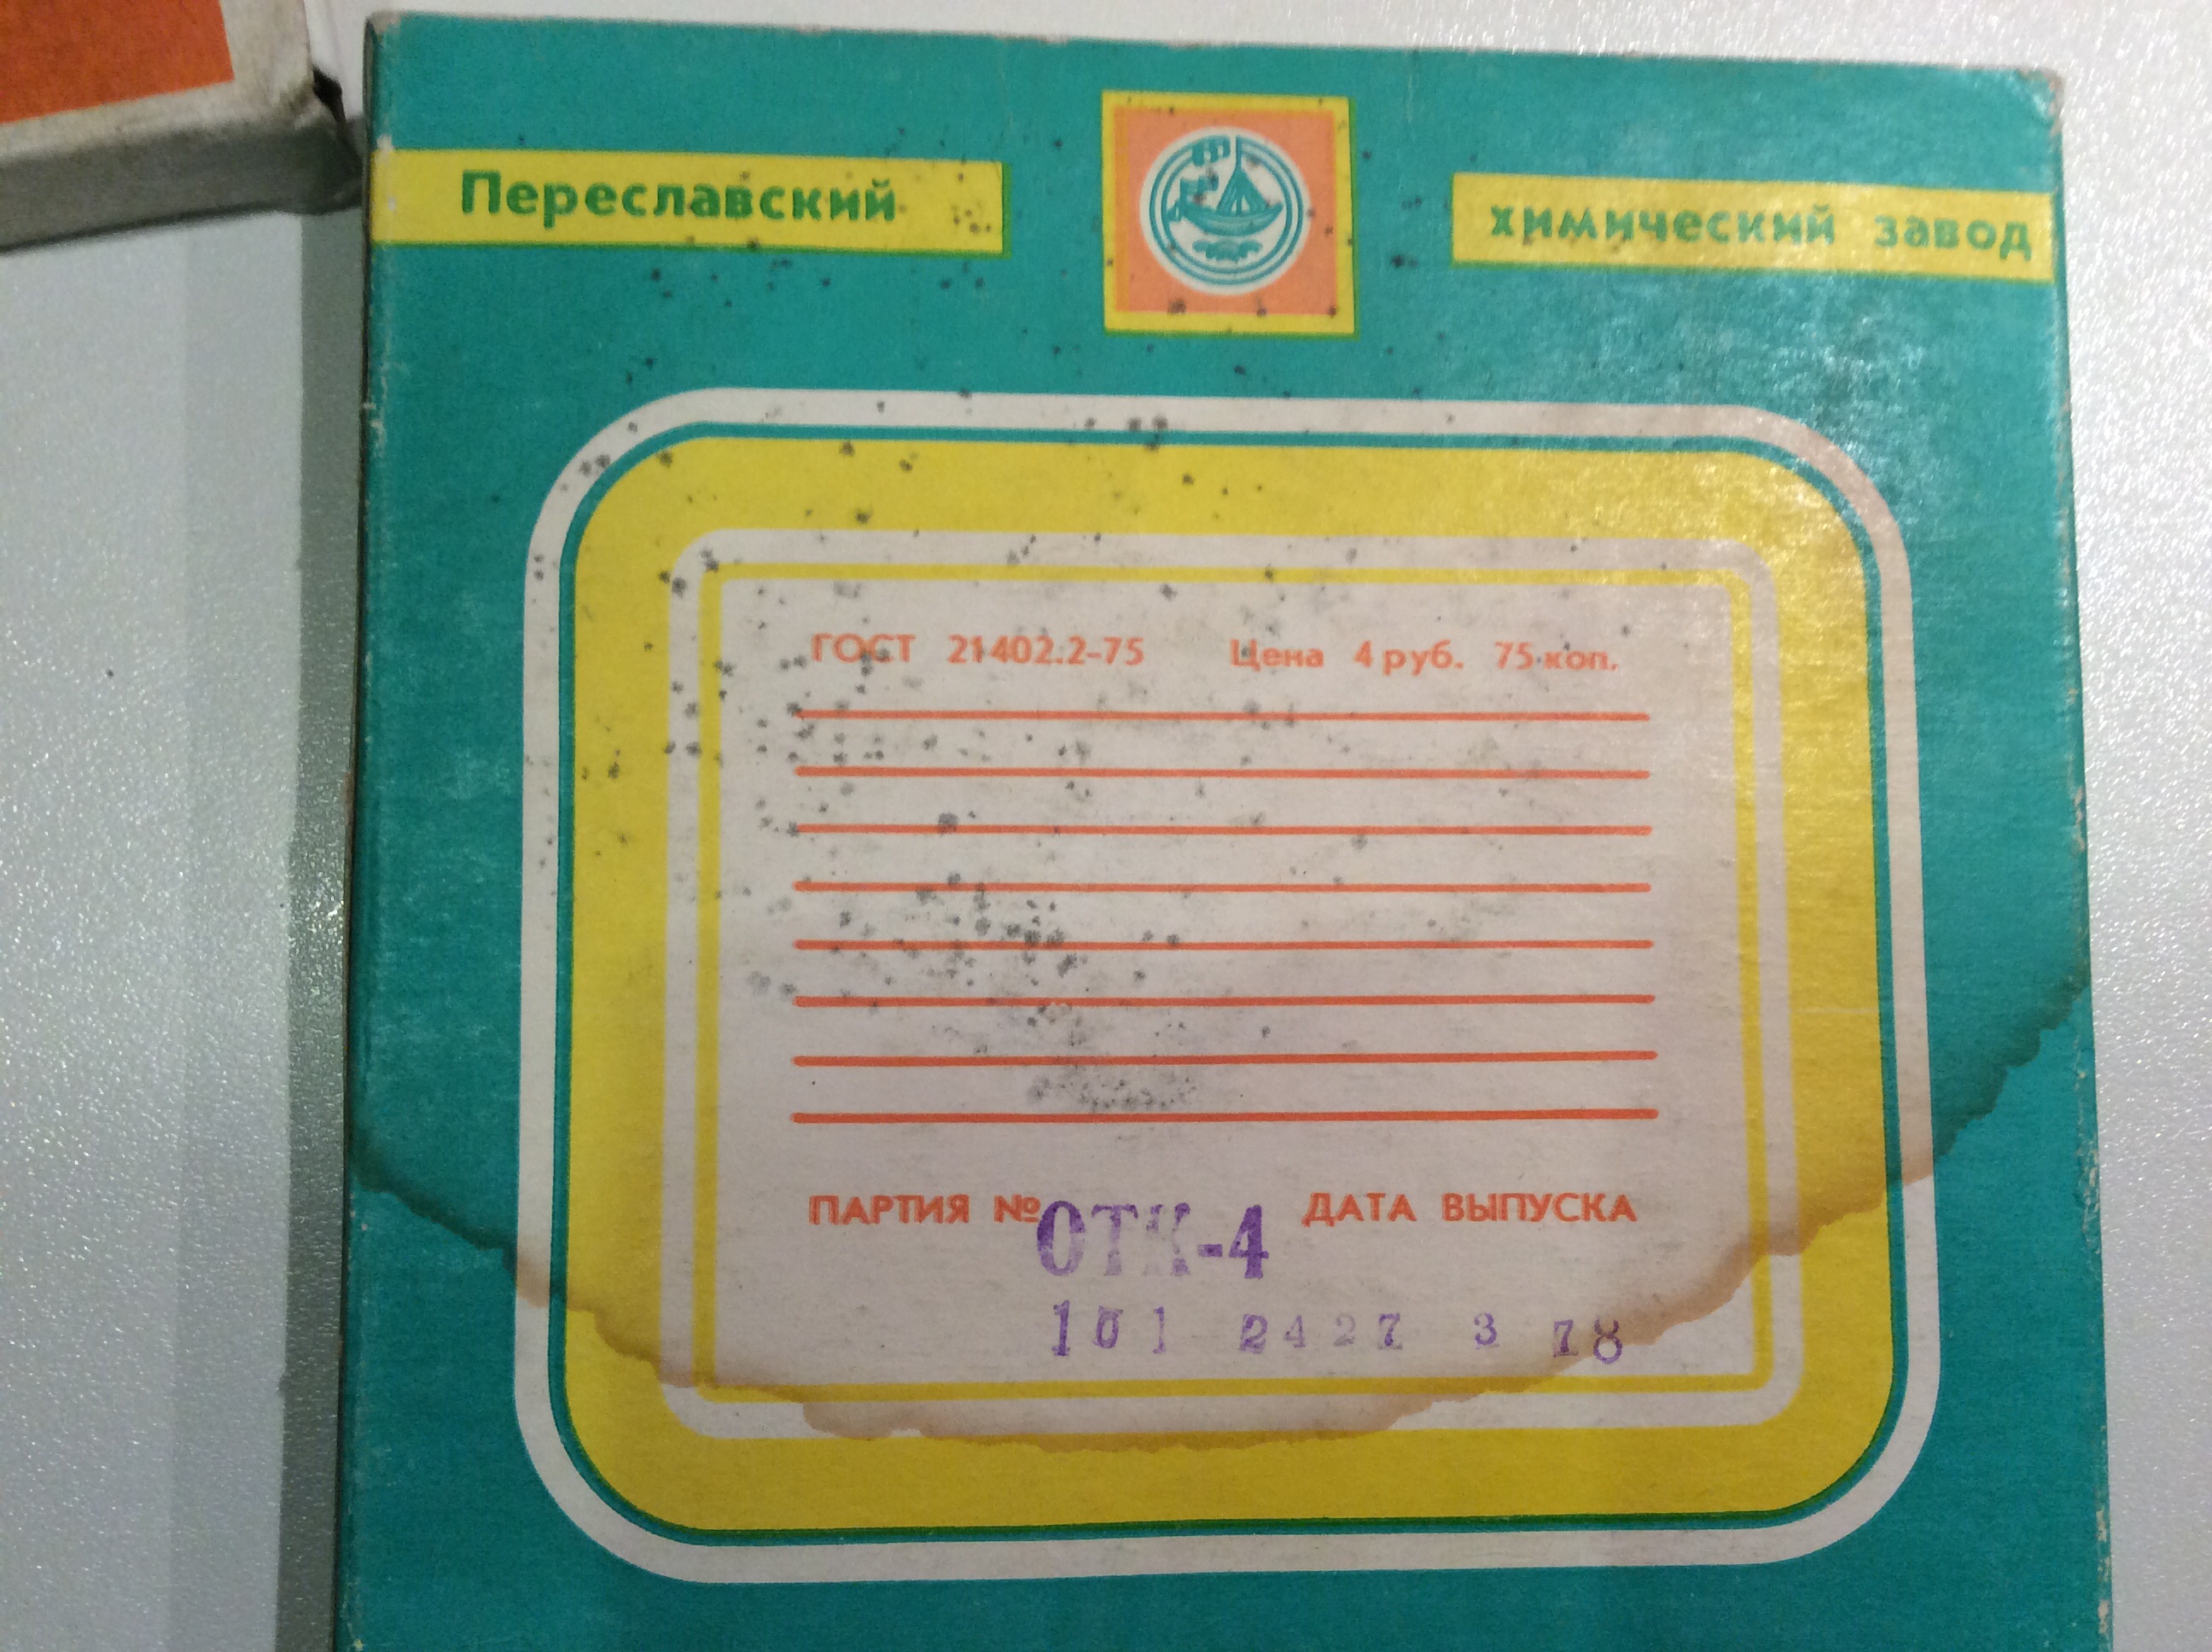 Переславский химический завод
ГОСТ 21402.2-75 Цена 4 руб. 75 коп.
ПАРТИЯ № ДАТА ВЫПУСКА
ОТК-4
101 2427 3 78